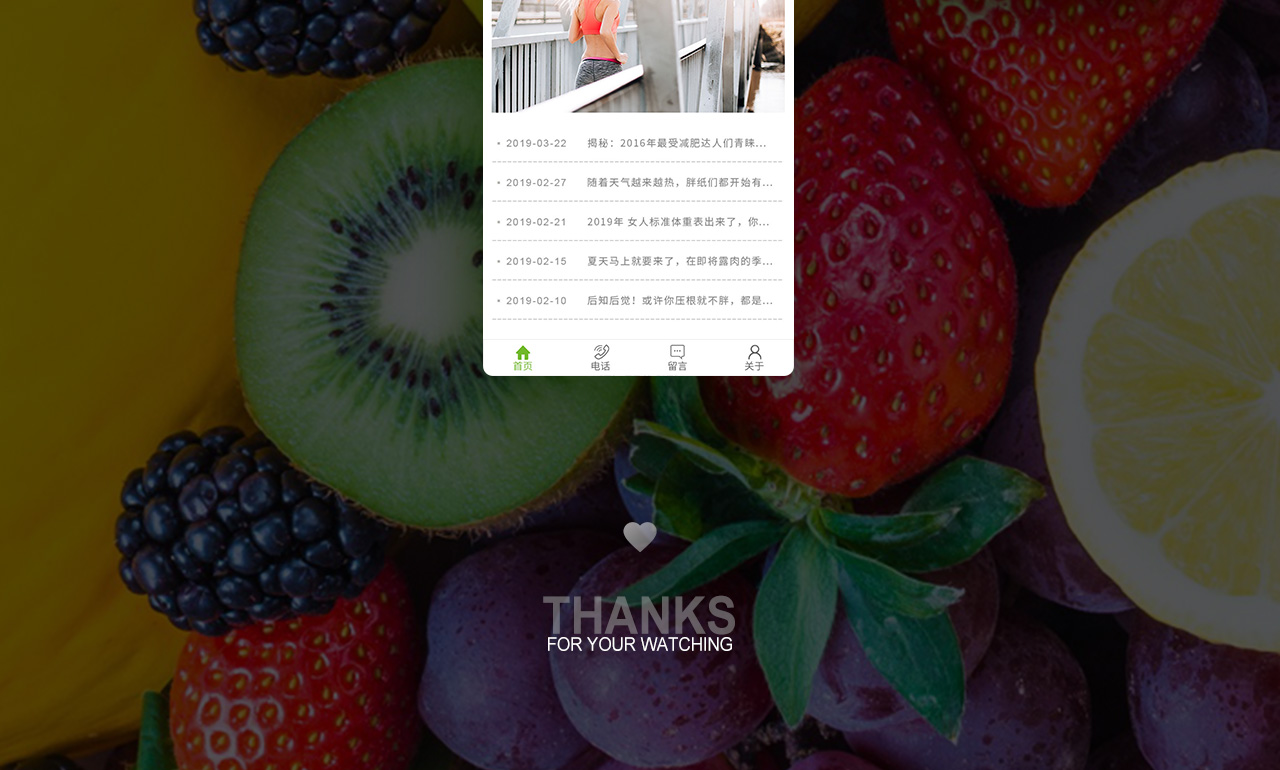 2019-03-22 揭秘：2016年最受减肥达人们青睐...
2019-02-27 随着天气越来越热，胖纸们都开始有...
2019-02-21 2019年 女人标准体重表出来了，你...
2019-02-15 夏天马上就要来了，在即将露肉的季...
2019-02-10 后知后觉！或许你压根就不胖，都是...
首页 电话 留言 关于
THANKS
FOR YOUR WATCHING